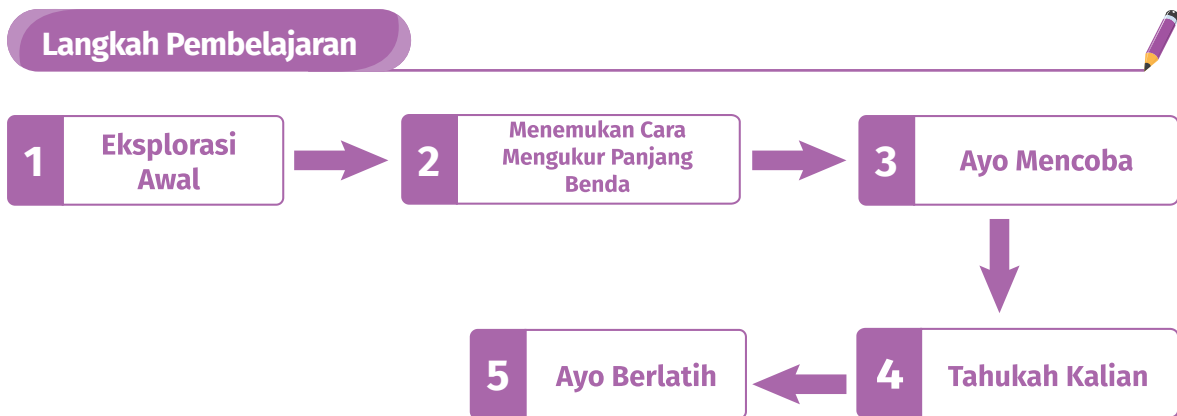 Langkah Pembelajaran
1
Eksplorasi
Awal
2
Menemukan Cara
Mengukur Panjang
Benda
3
Ayo Mencoba
4
Tahukah Kalian
5
Ayo Berlatih